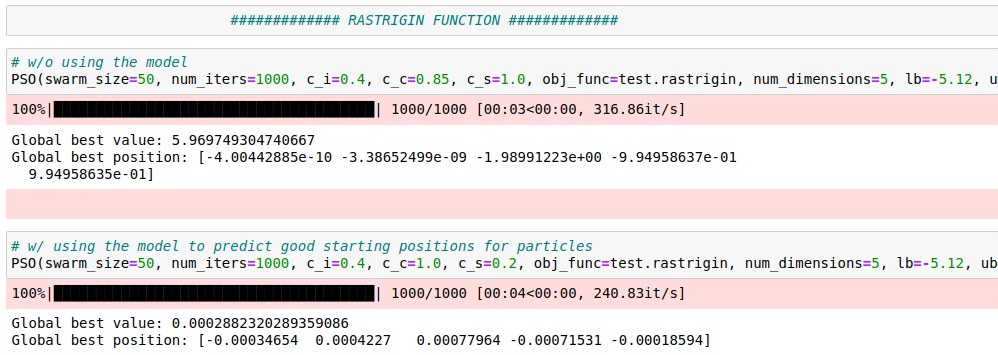 ############# RASTRIGIN FUNCTION #############
# w/o using the model
PSO(swarm_size=50, num_iters=1000, c_i=0.4, c_c=0.85, c_s=1.0, obj_func=test.rastrigin, num_dimensions=5, lb=-5.12, u
100%|████████████████████████████████| 1000/1000 [00:03<00:00, 316.86it/s]
Global best value: 5.969749304740667
Global best position: [-4.00442885e-10 -3.38652499e-09 -1.98991223e+00 -9.94958637e-01
9.94958635e-01]
# w/ using the model to predict good starting positions for particles
PSO(swarm_size=50, num_iters=1000, c_i=0.4, c_c=1.0, c_s=0.2, obj_func=test.rastrigin, num_dimensions=5, lb=-5.12, ub
100%|████████████████████████████████| 1000/1000 [00:04<00:00, 240.83it/s]
Global best value: 0.0002882320289359086
Global best position: [-0.00034654 0.0004227 0.00077964 -0.00071531 -0.00018594]